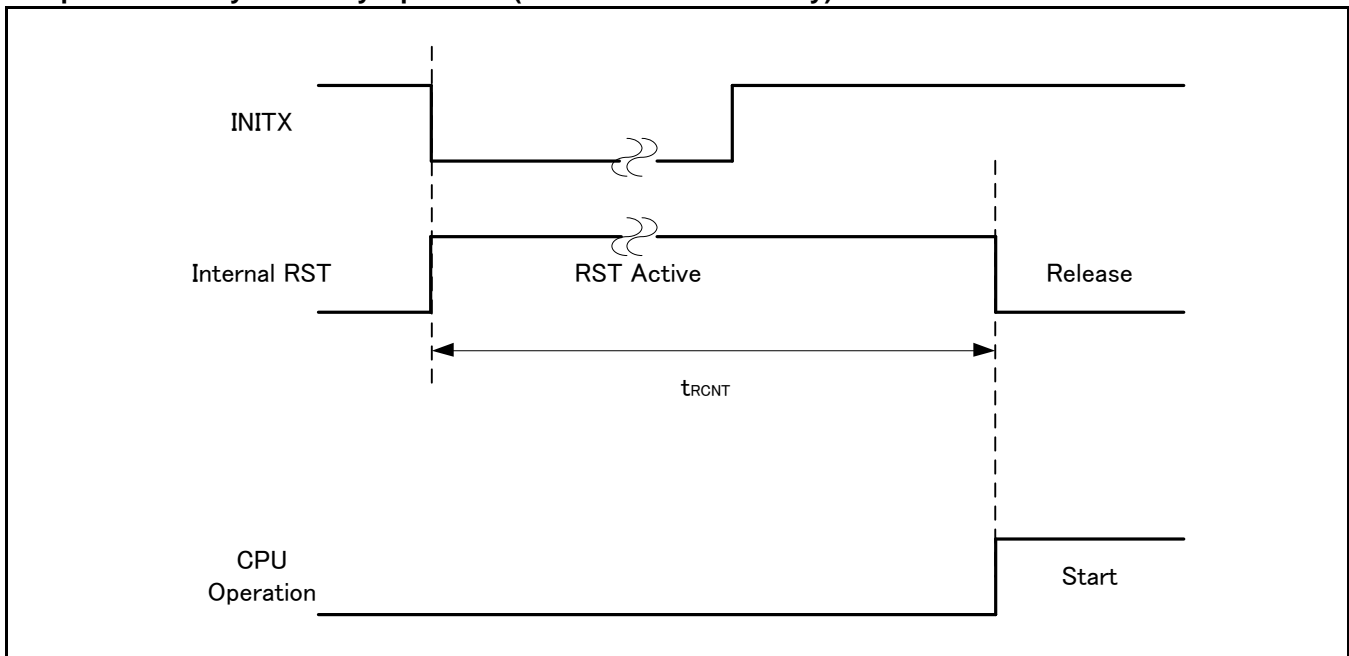 INITX
Internal RST
RST Active
Release
tRCNT
CPU
Operation
Start